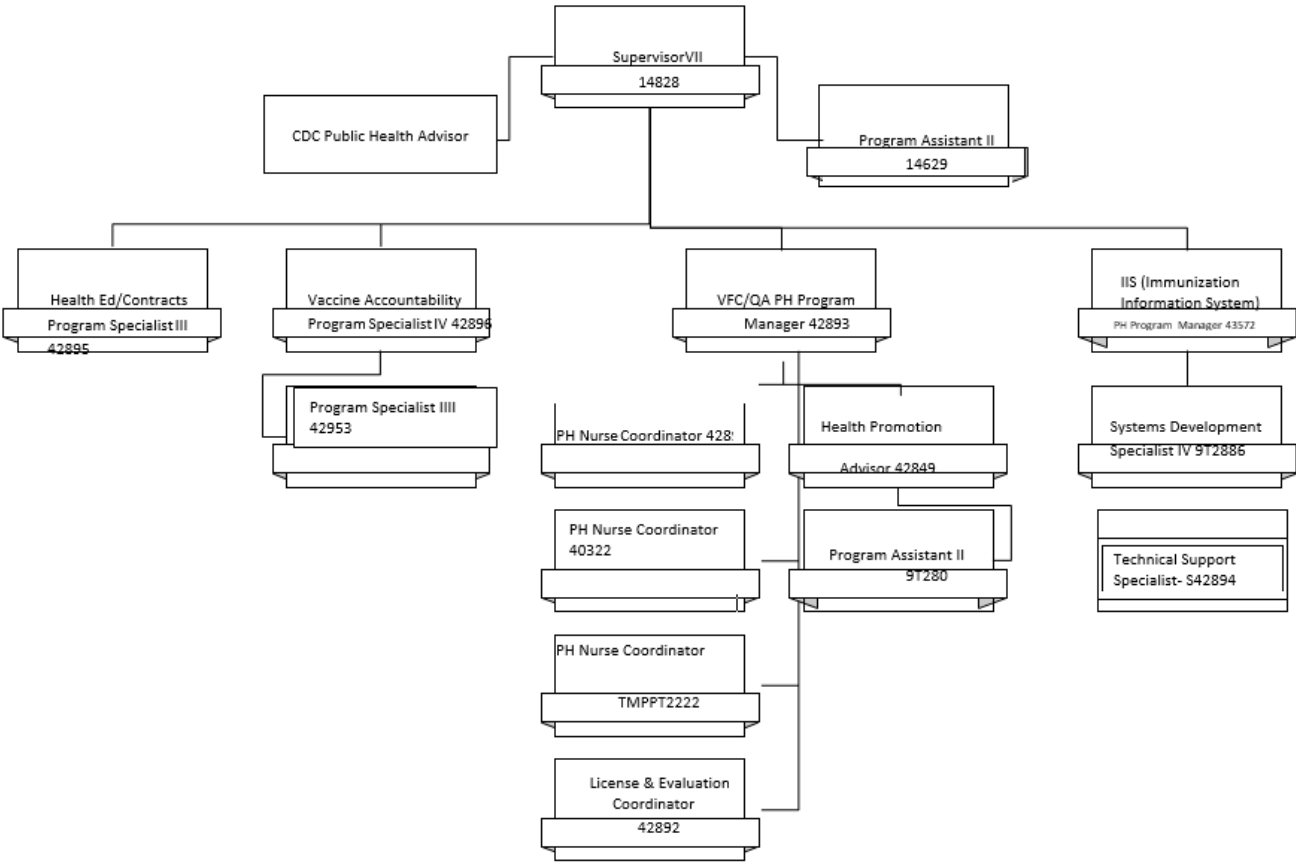 SupervisorVII
14828
CDC Public Health Advisor
Program Assistant II
14629
Health Ed/Contracts
Program Specialist III
42895
Vaccine Accountability
Program Specialist IV 42896
VFC/QA PH Program
Manager 42893
IIS (Immunization
Information System)
PH Program Manager 43572
Program Specialist IIII
42953
PH Nurse Coordinator
Health Promotion
Advisor 42849
Systems Development
Specialist IV 9T2886
PH Nurse Coordinator
40322
Program Assistant II
9T280
Technical Support
Specialist- S42894
PH Nurse Coordinator
TMPPT2222
License & Evaluation
Coordinator
42892